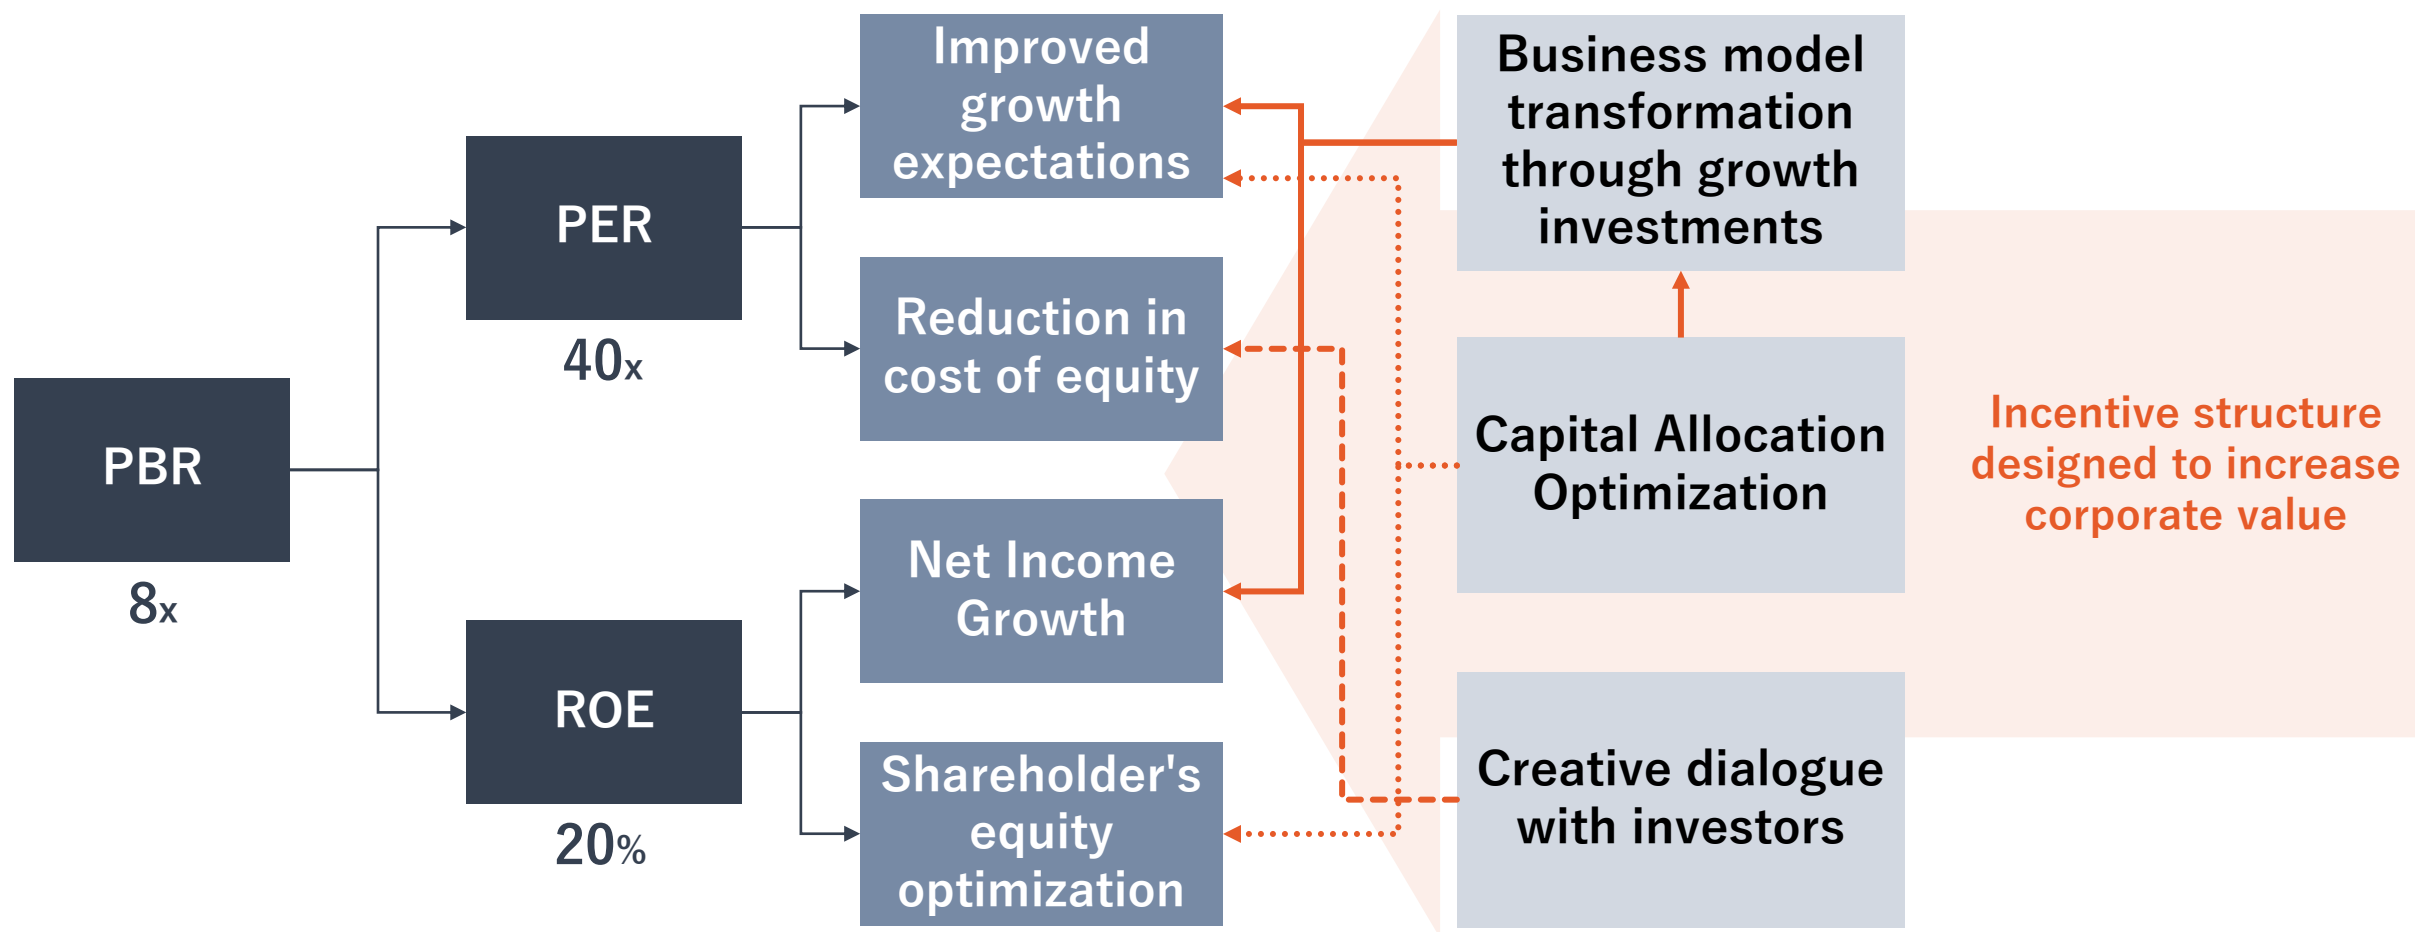 PBR
8x
PER
40x
ROE
20%
Improved
growth
expectations
Reduction in
cost of equity
Net Income
Growth
Shareholder's
equity
optimization
Business model
transformation
through growth
investments
Capital Allocation
Optimization
Creative dialogue
with investors
Incentive structure
designed to increase
corporate value